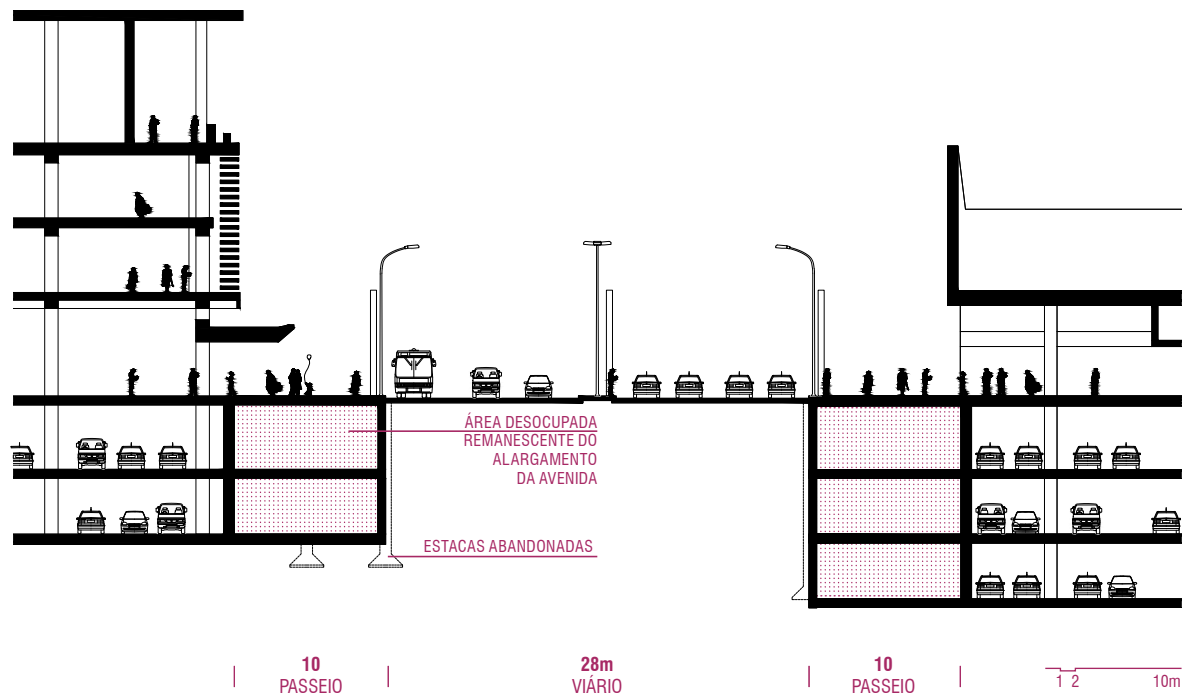 ÁREA DESOCUPADA
REMANESCENTE DO
ALARGAMENTO
DA AVENIDA
ESTACAS ABANDONADAS
10
PASSEIO
28m
VIÁRIO
10
PASSEIO
1 2 10m